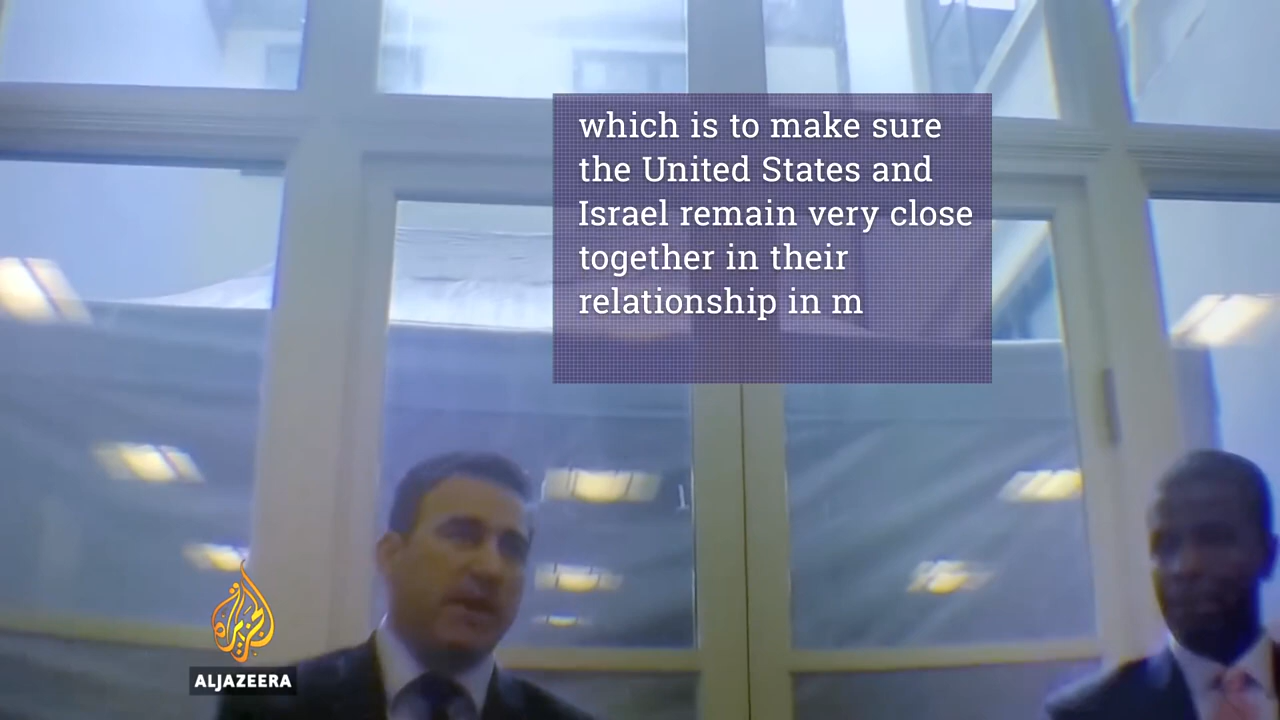 which is to make sure
the United States and
Israel remain very close
together in their
relationship in m
الجزيرة
ALJAZEERA